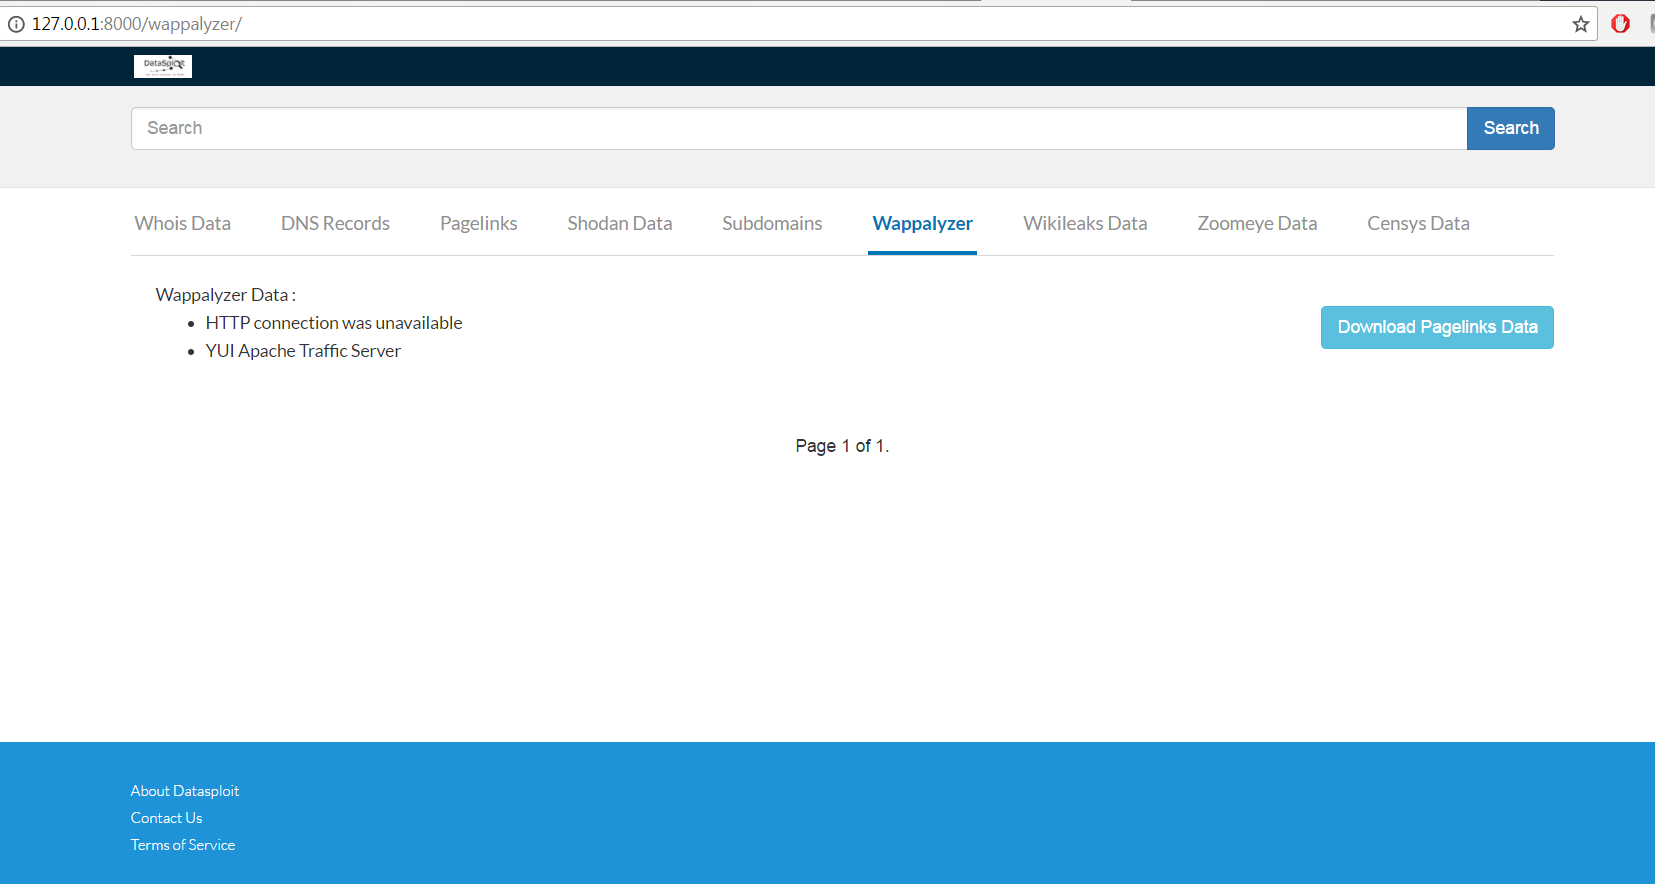 127.0.0.1:8000/wappalyzer/
DataSploit
Search Search
Whois Data DNS Records Pagelinks Shodan Data Subdomains Wappalyzer Wikileaks Data Zoomeye Data Censys Data
Wappalyzer Data :
• HTTP connection was unavailable
• YUI Apache Traffic Server
Download Pagelinks Data
Page 1 of 1.
About Datasploit
Contact Us
Terms of Service